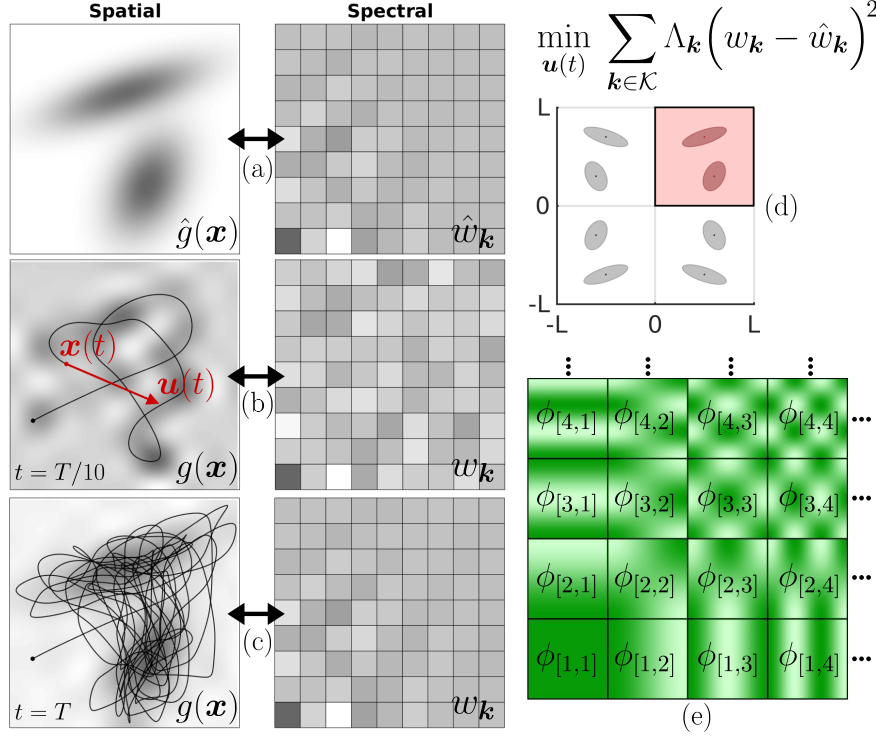 Spatial
Spectral
ĝ(x)
(a)
ŵ_k
x(t)
u(t)
t = T/10
g(x)
(b)
w_k
t = T
g(x)
(c)
w_k
min_{u(t)} ∑_{k∈𝒦} Λ_k (w_k − ŵ_k)^2
L
0
-L
-L 0 L
(d)
ϕ[4,1] ϕ[4,2] ϕ[4,3] ϕ[4,4] ...
ϕ[3,1] ϕ[3,2] ϕ[3,3] ϕ[3,4] ...
ϕ[2,1] ϕ[2,2] ϕ[2,3] ϕ[2,4] ...
ϕ[1,1] ϕ[1,2] ϕ[1,3] ϕ[1,4] ...
(e)